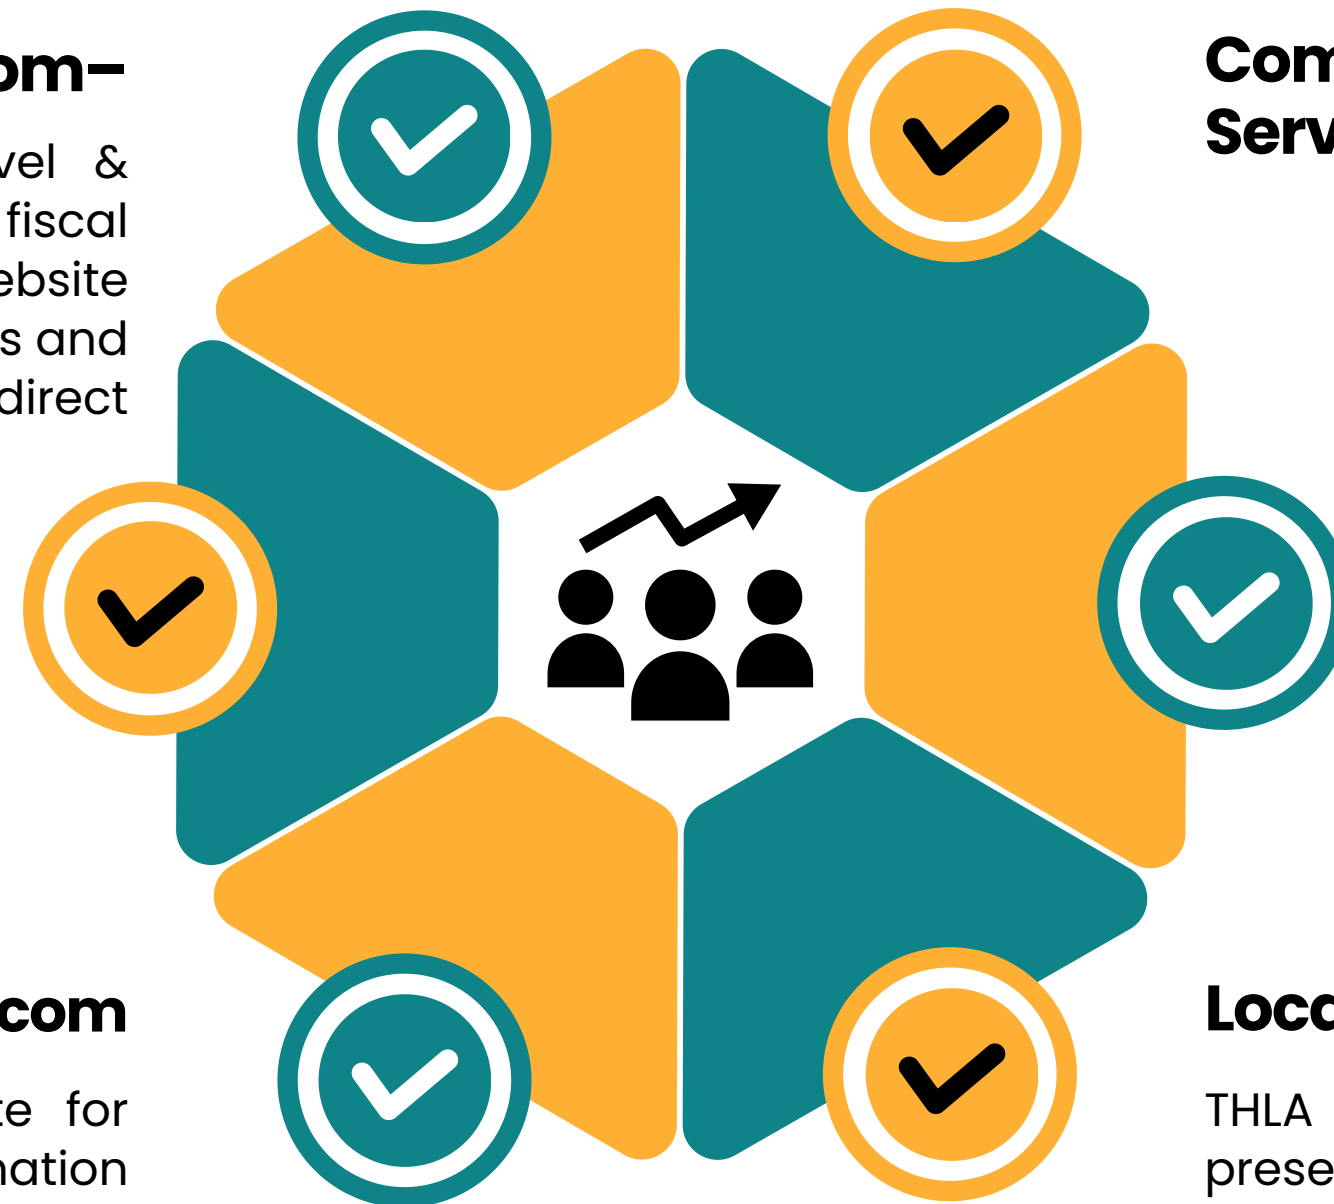 om–
vel &
fiscal
ebsite
s and
direct
Com
Serv
.com
te for
nation
Loca
THLA
prese